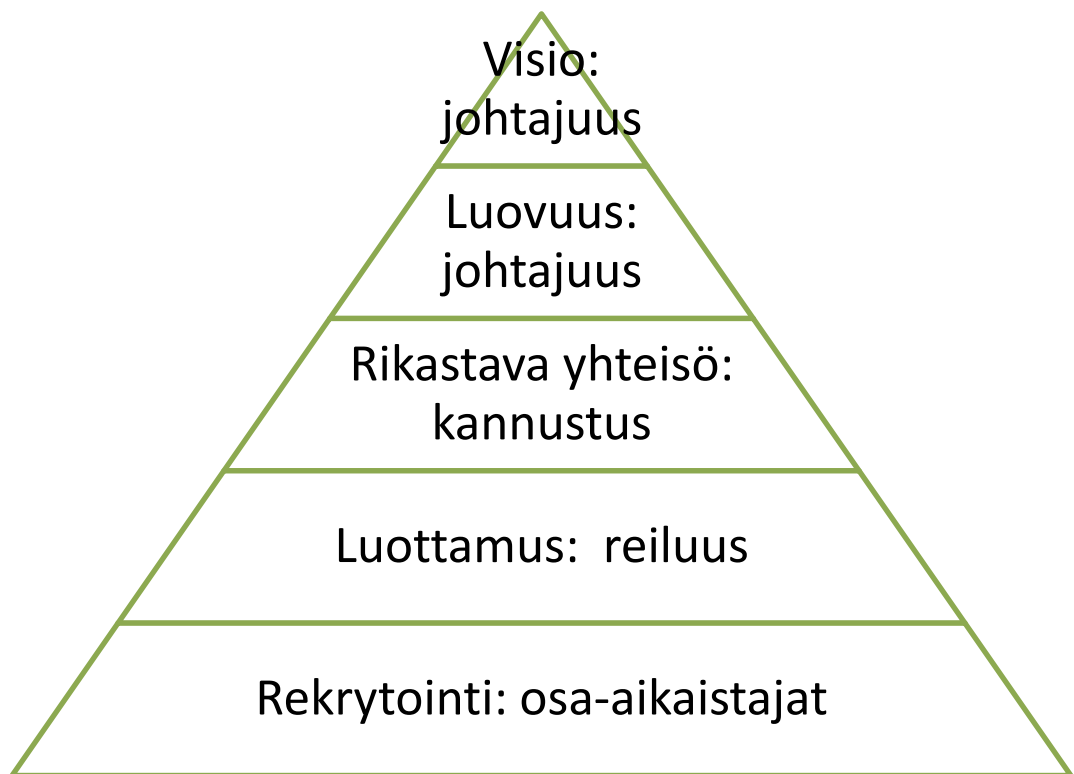 Visio:
johtajuus
Luovuus:
johtajuus
Rikastava yhteisö:
kannustus
Luottamus:  reiluus
Rekrytointi: osa-aikaistajat